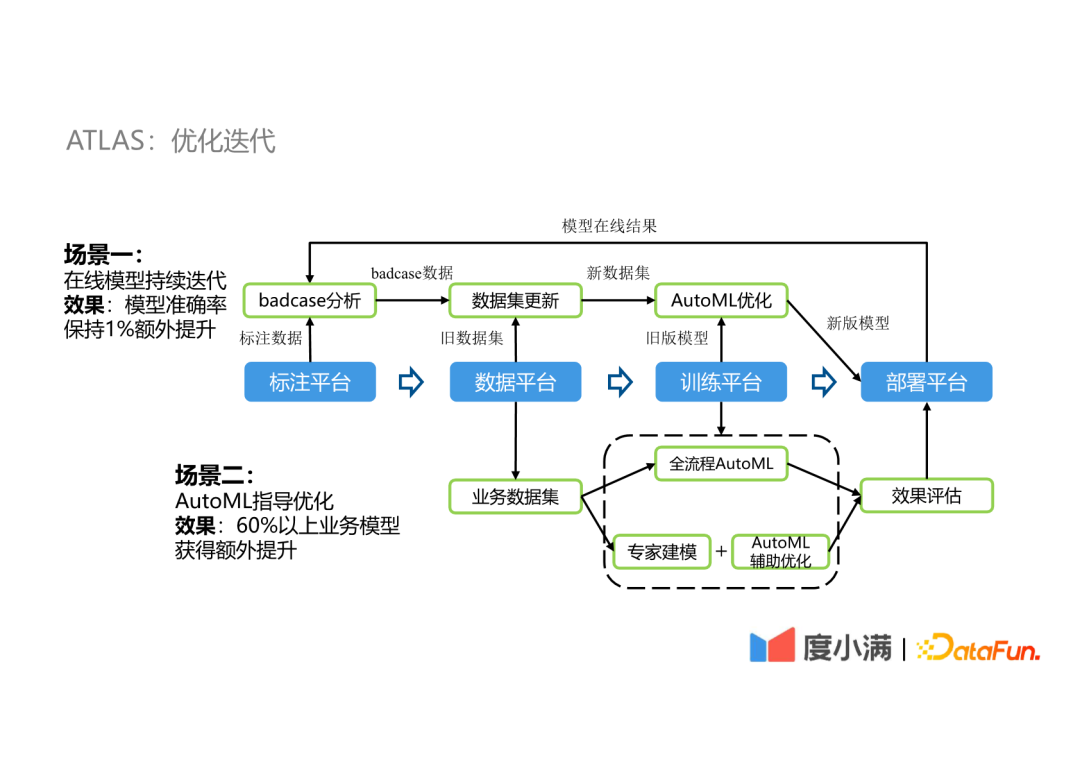 ATLAS：优化迭代
模型在线结果
场景一：
在线模型持续迭代
效果：模型准确率
保持1%额外提升
badcase数据
新数据集
badcase分析
数据集更新
AutoML优化
新版模型
标注数据
旧数据集
旧版模型
标注平台
数据平台
训练平台
部署平台
场景二：
AutoML指导优化
效果：60%以上业务模型
获得额外提升
全流程AutoML
业务数据集
效果评估
专家建模
+
AutoML
辅助优化
度小满 | DataFun.